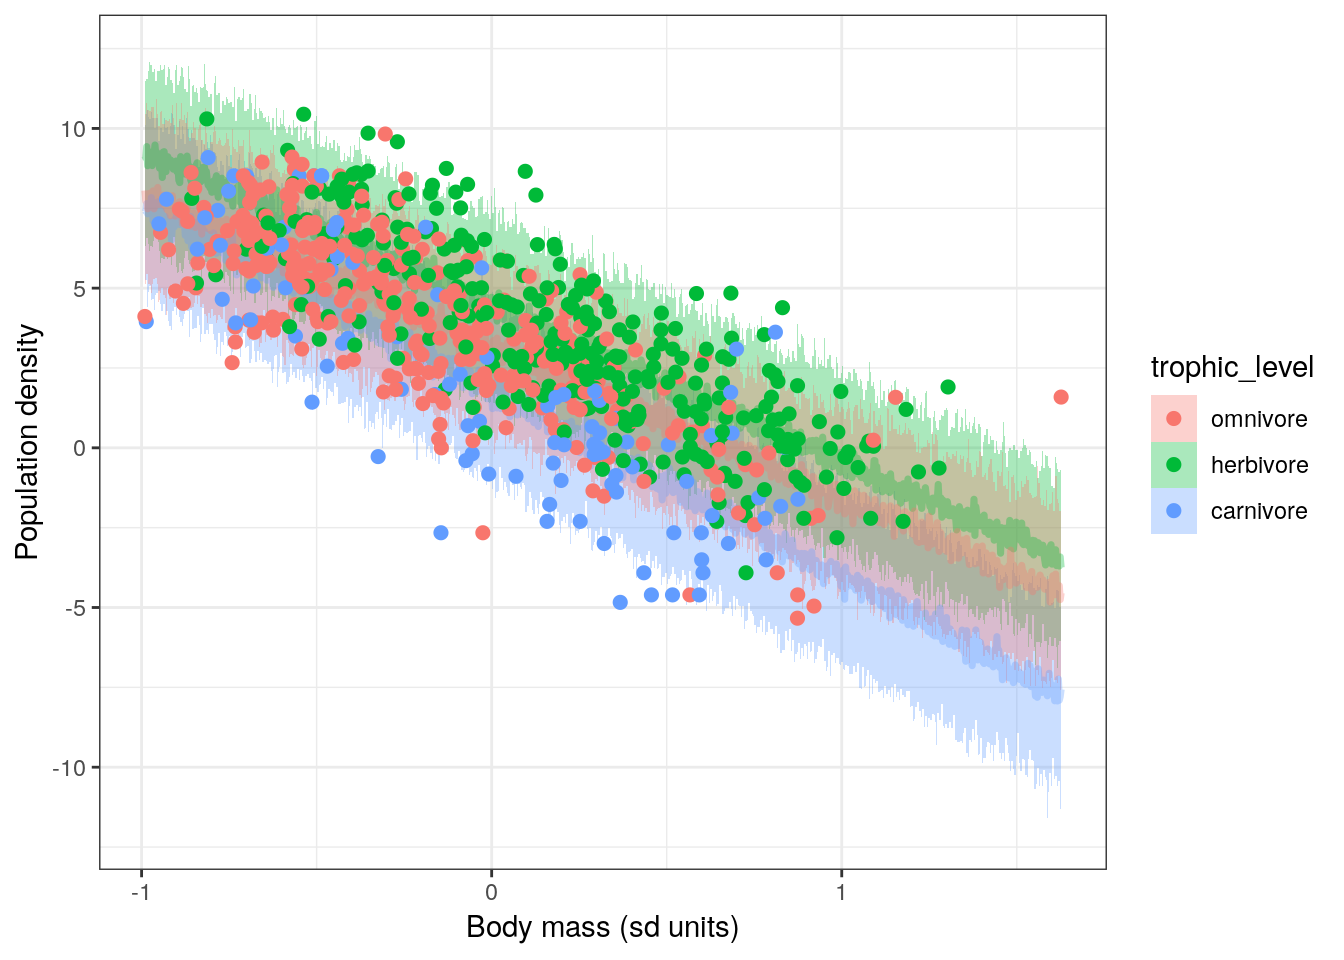 10
5
0
-5
-10
Population density
-1
0
1
Body mass (sd units)
trophic_level
omnivore
herbivore
carnivore